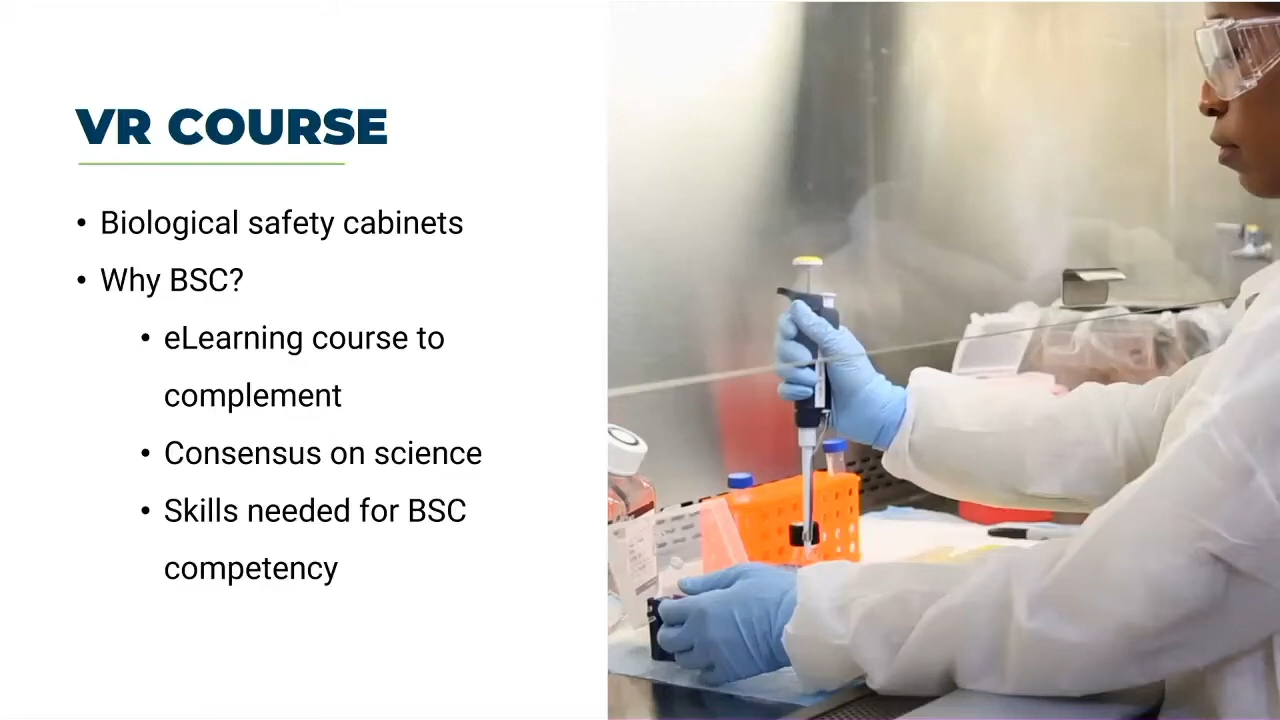 VR COURSE
• Biological safety cabinets
• Why BSC?
• eLearning course to
complement
• Consensus on science
• Skills needed for BSC
competency